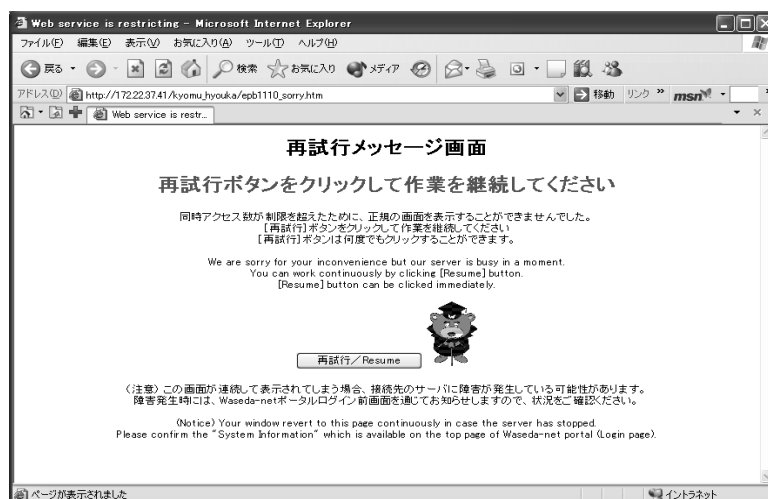 Web service is restricting - Microsoft Internet Explorer
ファイル(F) 編集(E) 表示(V) お気に入り(A) ツール(T) ヘルプ(H)
戻る 検索 お気に入り メディア
アドレス(D) http://172.22.37.41/kyomu_hyouka/epb1110_sorry.htm 移動 リンク » msn
Web service is restr...
再試行メッセージ画面
再試行ボタンをクリックして作業を継続してください
同時アクセス数が制限を超えたために、正規の画面を表示することができませんでした。
[再試行]ボタンをクリックして作業を継続してください
[再試行]ボタンは何度でもクリックすることができます。
We are sorry for your inconvenience but our server is busy in a moment.
You can work continuously by clicking [Resume] button.
[Resume] button can be clicked immediately.
再試行/Resume
(注意) この画面が連続して表示されてしまう場合、接続先のサーバに障害が発生している可能性があります。
障害発生時には、Waseda-netポータルログイン前画面を通じてお知らせしますので、状況をご確認ください。
(Notice) Your window revert to this page continuously in case the server has stopped.
Please confirm the "System Information" which is available on the top page of Waseda-net portal (Login page).
ページが表示されました イントラネット